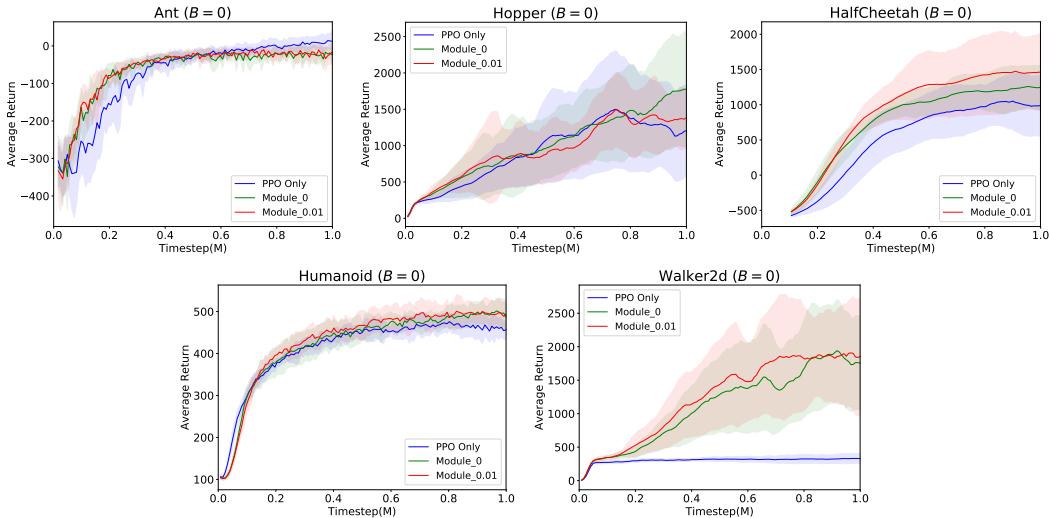 Ant (B = 0)
0
−100
−200
−300
−400
Average Return
PPO Only
Module_0
Module_0.01
0.0 0.2 0.4 0.6 0.8 1.0
Timestep(M)
Hopper (B = 0)
2500
2000
1500
1000
500
0
Average Return
PPO Only
Module_0
Module_0.01
0.0 0.2 0.4 0.6 0.8 1.0
Timestep(M)
HalfCheetah (B = 0)
2000
1500
1000
500
0
−500
Average Return
PPO Only
Module_0
Module_0.01
0.0 0.2 0.4 0.6 0.8 1.0
Timestep(M)
Humanoid (B = 0)
500
400
300
200
100
Average Return
PPO Only
Module_0
Module_0.01
0.0 0.2 0.4 0.6 0.8 1.0
Timestep(M)
Walker2d (B = 0)
2500
2000
1500
1000
500
0
Average Return
PPO Only
Module_0
Module_0.01
0.0 0.2 0.4 0.6 0.8 1.0
Timestep(M)